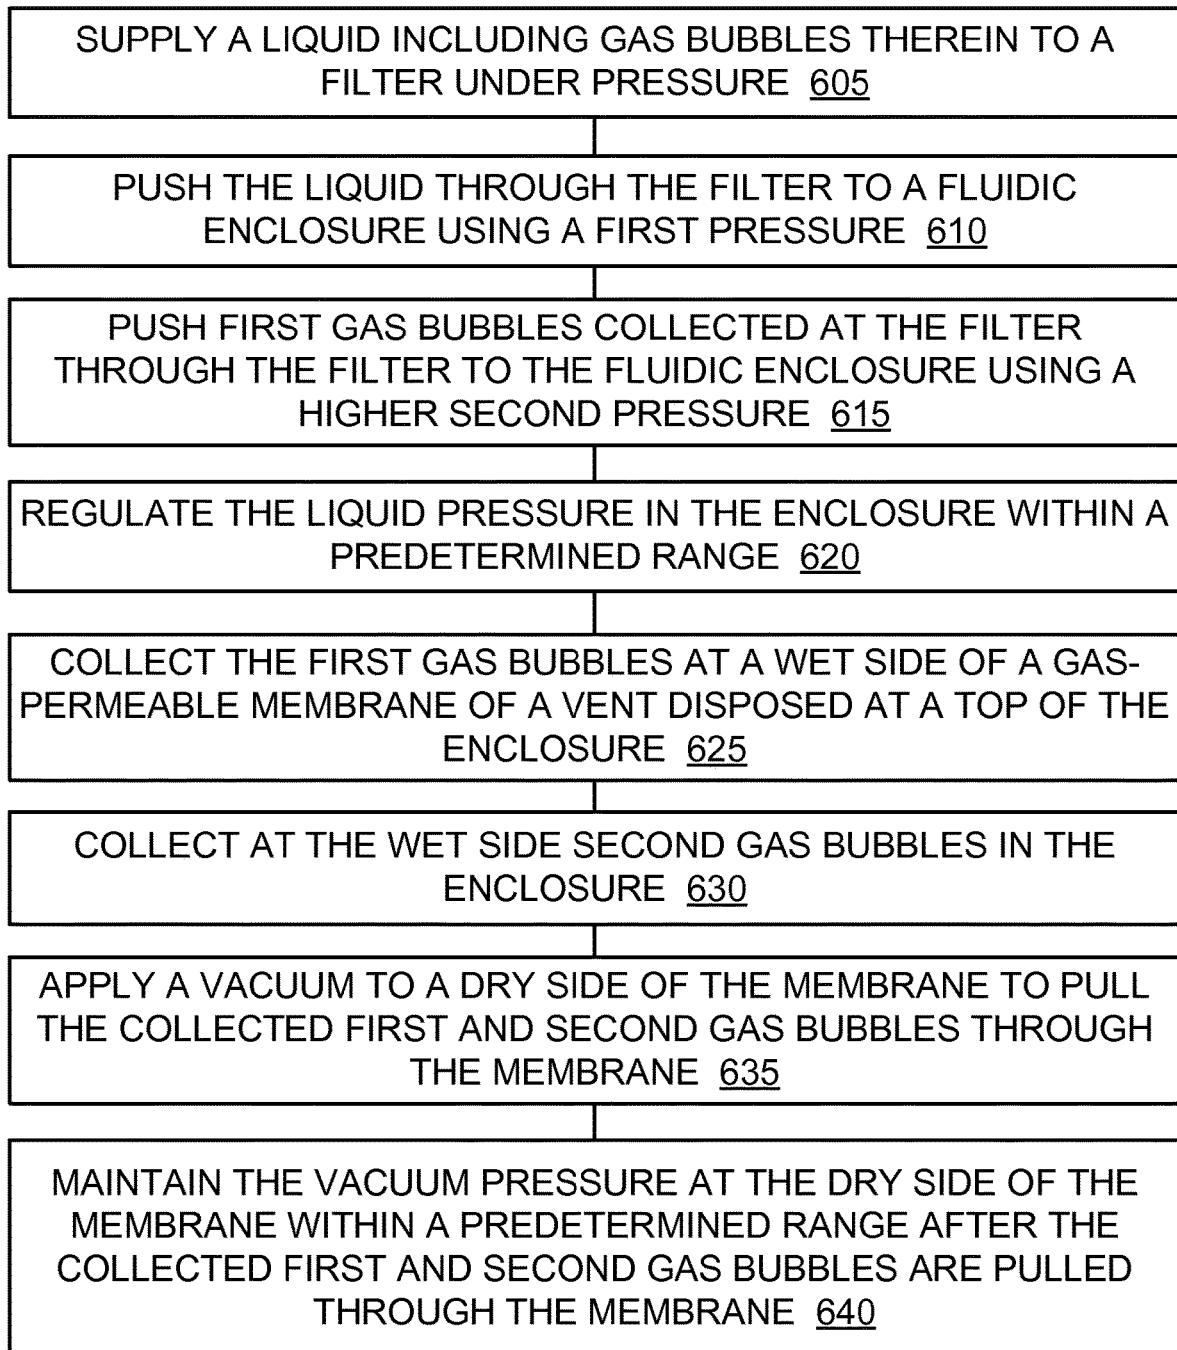 SUPPLY A LIQUID INCLUDING GAS BUBBLES THEREIN TO A
FILTER UNDER PRESSURE 605
PUSH THE LIQUID THROUGH THE FILTER TO A FLUIDIC
ENCLOSURE USING A FIRST PRESSURE 610
PUSH FIRST GAS BUBBLES COLLECTED AT THE FILTER
THROUGH THE FILTER TO THE FLUIDIC ENCLOSURE USING A
HIGHER SECOND PRESSURE 615
REGULATE THE LIQUID PRESSURE IN THE ENCLOSURE WITHIN A
PREDETERMINED RANGE 620
COLLECT THE FIRST GAS BUBBLES AT A WET SIDE OF A GAS-
PERMEABLE MEMBRANE OF A VENT DISPOSED AT A TOP OF THE
ENCLOSURE 625
COLLECT AT THE WET SIDE SECOND GAS BUBBLES IN THE
ENCLOSURE 630
APPLY A VACUUM TO A DRY SIDE OF THE MEMBRANE TO PULL
THE COLLECTED FIRST AND SECOND GAS BUBBLES THROUGH
THE MEMBRANE 635
MAINTAIN THE VACUUM PRESSURE AT THE DRY SIDE OF THE
MEMBRANE WITHIN A PREDETERMINED RANGE AFTER THE
COLLECTED FIRST AND SECOND GAS BUBBLES ARE PULLED
THROUGH THE MEMBRANE 640